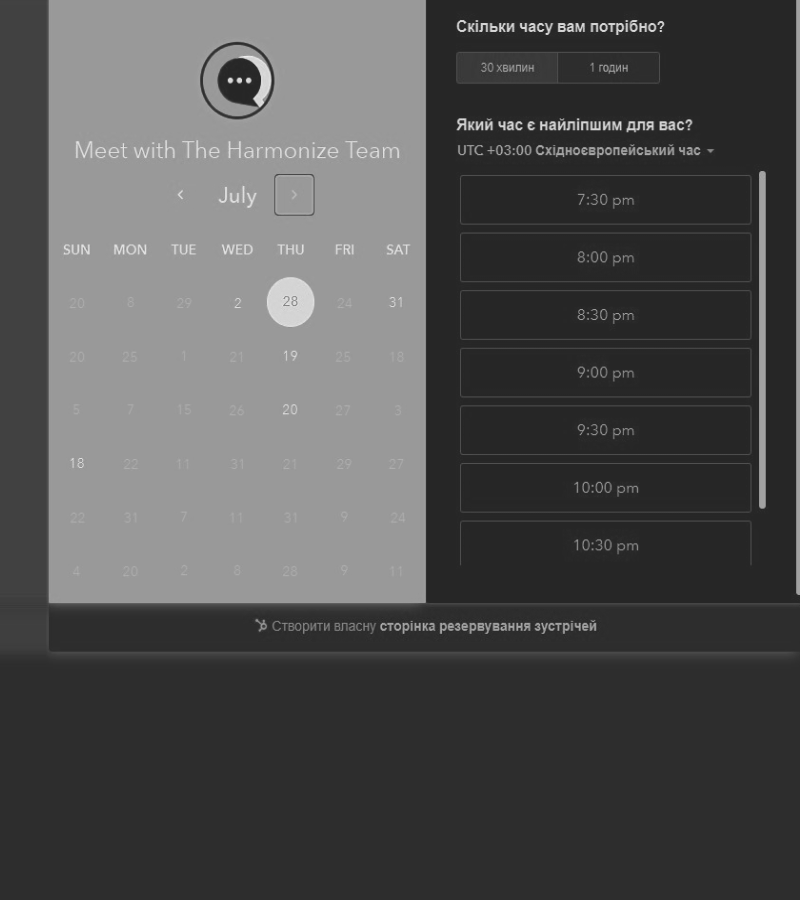 Meet with The Harmonize Team
July
SUN MON TUE WED THU FRI SAT
20 8 29 2 28 24 31
20 25 1 21 19 25 18
5 7 15 26 20 27 3
18 22 11 31 21 29 27
22 31 7 11 31 9 24
4 20 2 8 28 9 11
Скільки часу вам потрібно?
30 хвилин 1 годин
Який час є найліпшим для вас?
UTC +03:00 Східноєвропейський час
7:30 pm
8:00 pm
8:30 pm
9:00 pm
9:30 pm
10:00 pm
10:30 pm
Створити власну сторінка резервування зустрічей